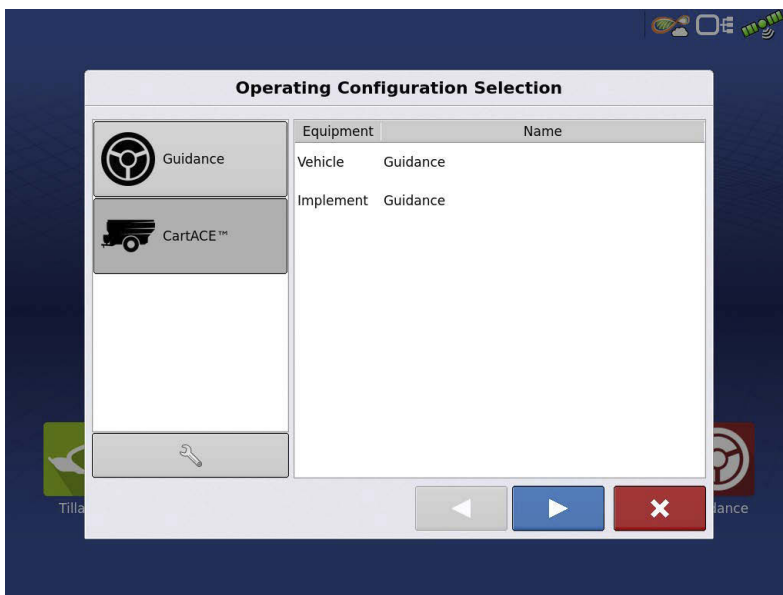 Operating Configuration Selection
Guidance
CartACE™
Equipment Name
Vehicle Guidance
Implement Guidance
Tilla
dance